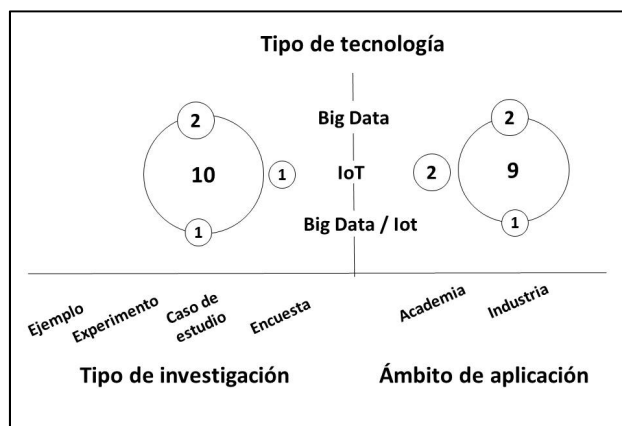 Tipo de tecnología
2
Big Data
2
10
1
IoT
2
9
1
Big Data / Iot
1
Ejemplo
Experimento
Caso de
estudio
Encuesta
Academia
Industria
Tipo de investigación
Ámbito de aplicación